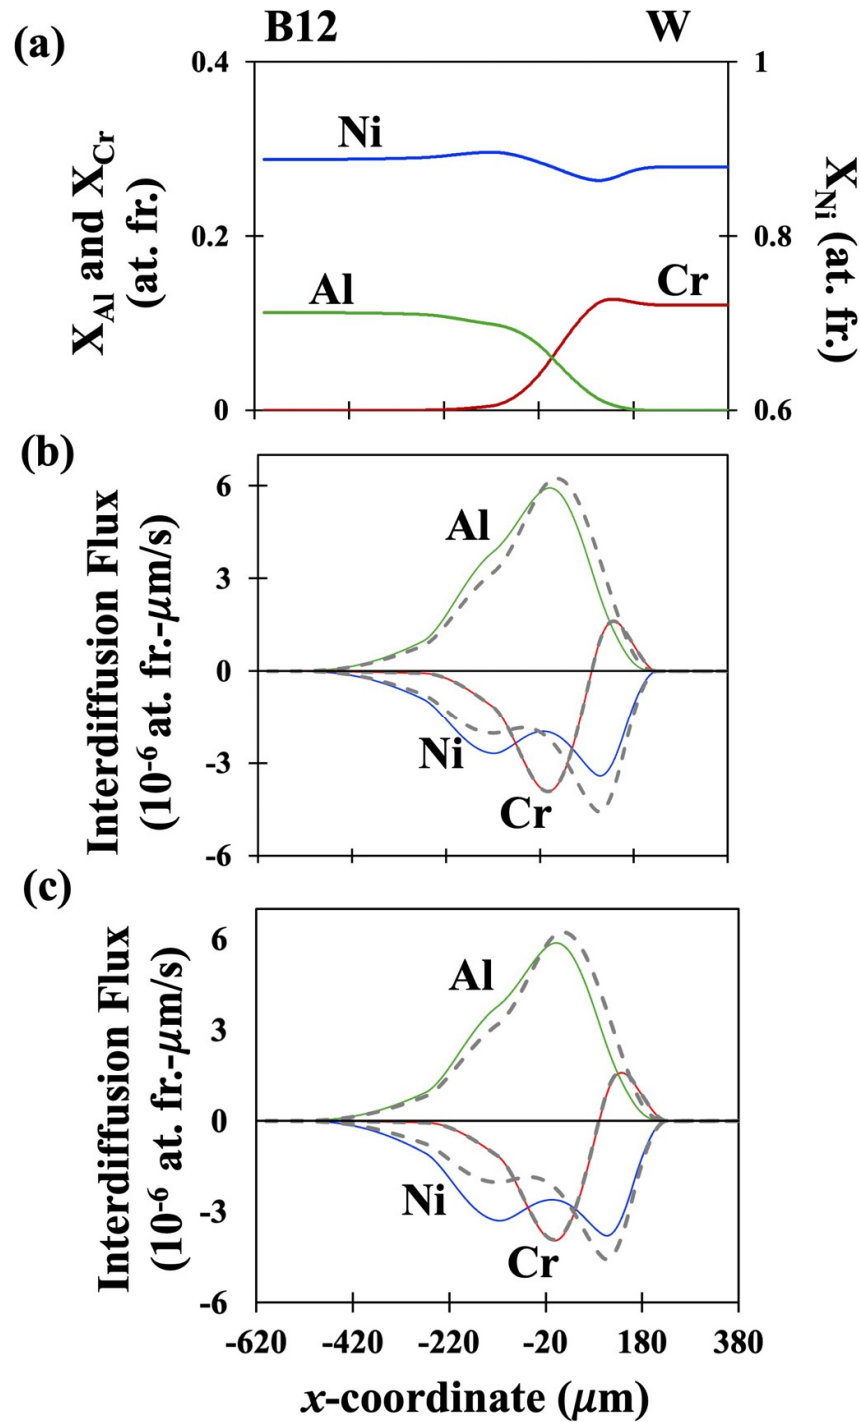 (a)
B12 W
0.4
1
Ni
X_Al and X_Cr
(at. fr.)
0.2
0.8
X_Ni (at. fr.)
Al
Cr
0
0.6
(b)
6
Al
3
Interdiffusion Flux
(10⁻⁶ at. fr.-μm/s)
0
Ni
-3
Cr
-6
(c)
6
Al
3
Interdiffusion Flux
(10⁻⁶ at. fr.-μm/s)
0
Ni
-3
Cr
-6
-620 -420 -220 -20 180 380
x-coordinate (μm)